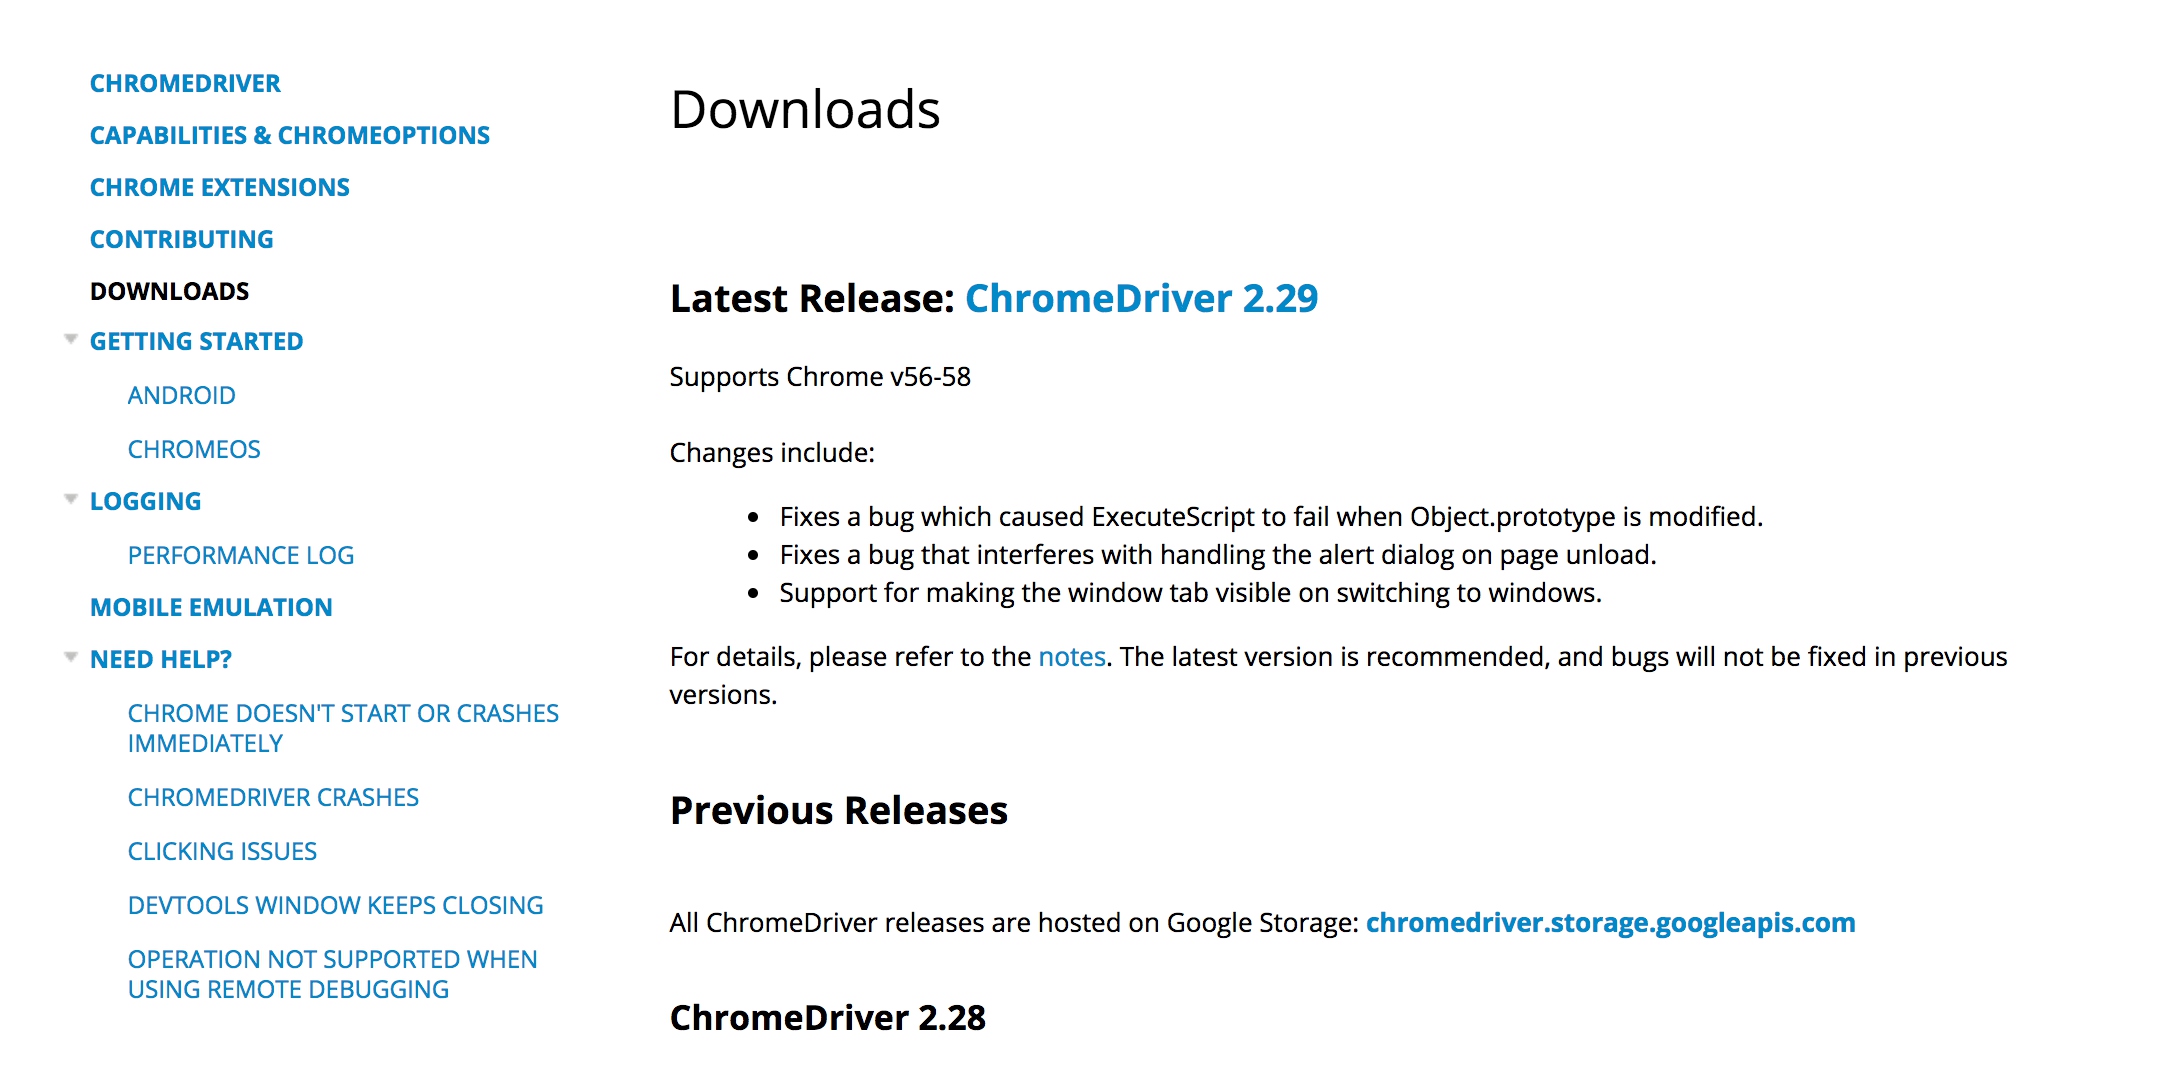 CHROMEDRIVER
CAPABILITIES & CHROMEOPTIONS
CHROME EXTENSIONS
CONTRIBUTING
DOWNLOADS
GETTING STARTED
ANDROID
CHROMEOS
LOGGING
PERFORMANCE LOG
MOBILE EMULATION
NEED HELP?
CHROME DOESN'T START OR CRASHES
IMMEDIATELY
CHROMEDRIVER CRASHES
CLICKING ISSUES
DEVTOOLS WINDOW KEEPS CLOSING
OPERATION NOT SUPPORTED WHEN
USING REMOTE DEBUGGING
Downloads
Latest Release: ChromeDriver 2.29
Supports Chrome v56-58
Changes include:
Fixes a bug which caused ExecuteScript to fail when Object.prototype is modified.
Fixes a bug that interferes with handling the alert dialog on page unload.
Support for making the window tab visible on switching to windows.
For details, please refer to the notes. The latest version is recommended, and bugs will not be fixed in previous
versions.
Previous Releases
All ChromeDriver releases are hosted on Google Storage: chromedriver.storage.googleapis.com
ChromeDriver 2.28